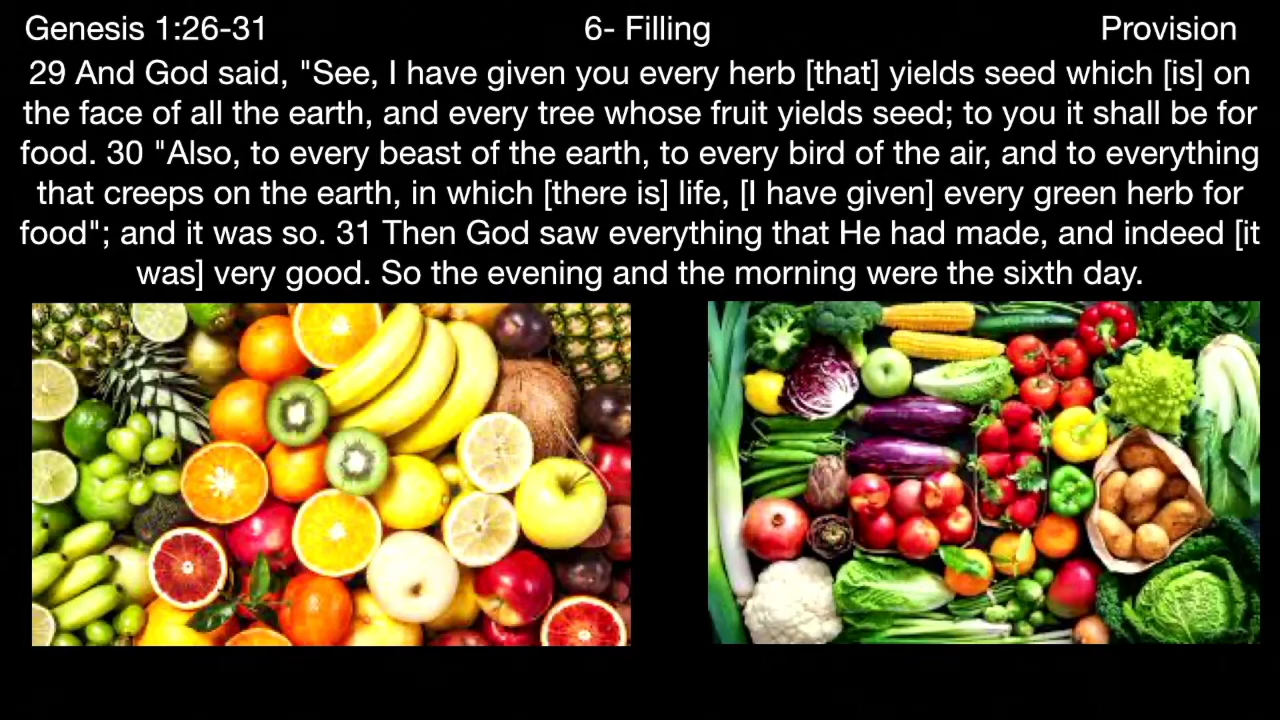 Genesis 1:26-31 6- Filling Provision
29 And God said, "See, I have given you every herb [that] yields seed which [is] on
the face of all the earth, and every tree whose fruit yields seed; to you it shall be for
food. 30 "Also, to every beast of the earth, to every bird of the air, and to everything
that creeps on the earth, in which [there is] life, [I have given] every green herb for
food"; and it was so. 31 Then God saw everything that He had made, and indeed [it
was] very good. So the evening and the morning were the sixth day.